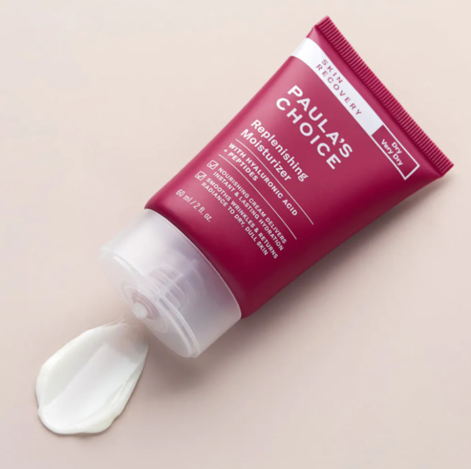 SKIN
RECOVERY
Dry
Very Dry
PAULA'S
CHOICE
Replenishing
Moisturizer
WITH HYALURONIC ACID
+ PEPTIDES
NOURISHING CREAM DELIVERS
INSTANT & LASTING HYDRATION
SMOOTHS WRINKLES & RETURNS
RADIANCE TO DRY, DULL SKIN
60 ml / 2 fl. oz.